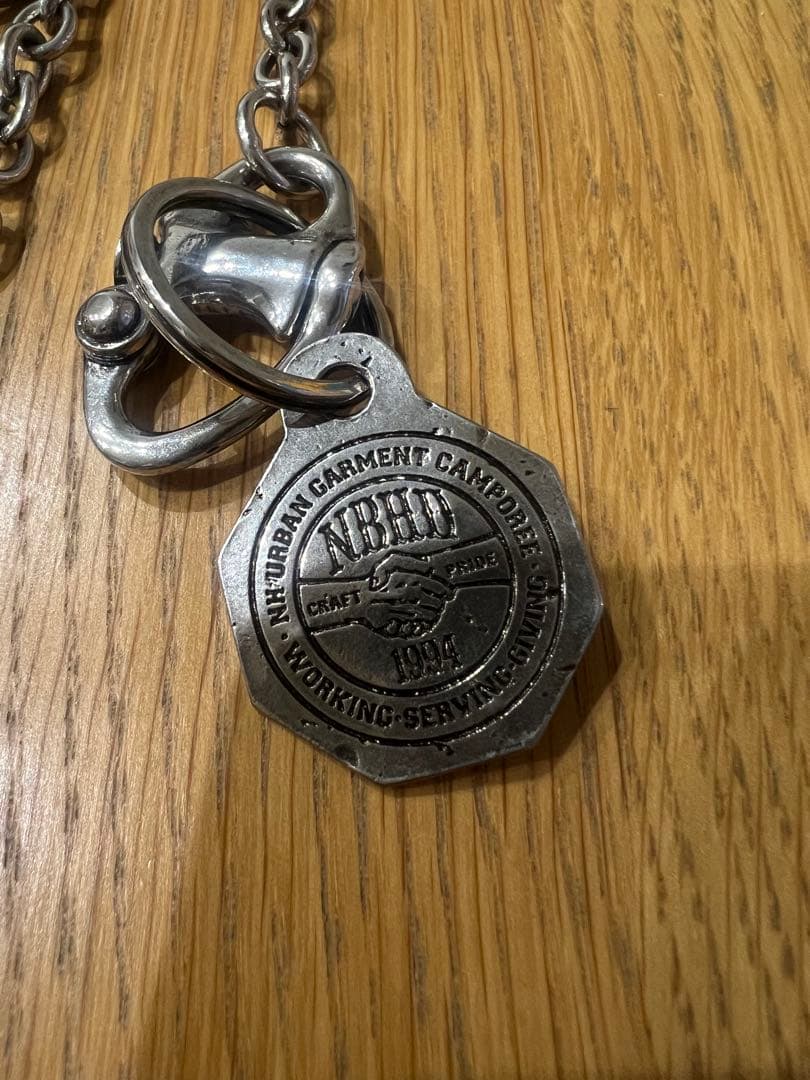 NH·URBAN GARMENT CAMPOREE·
NBHD
CRAFT PRIDE
1994
WORKING·SERVING·GIVING